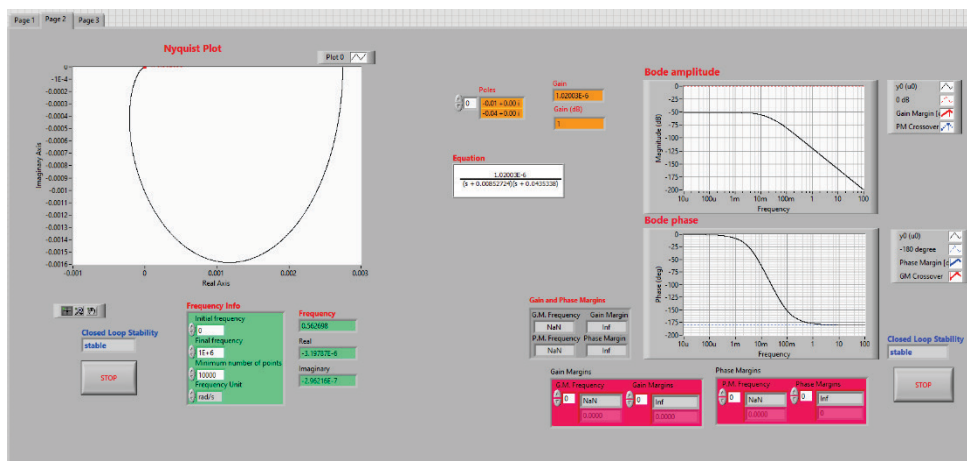 Page 1 Page 2 Page 3
Nyquist Plot
Plot 0
0
-1E-4
-0.0002
-0.0003
-0.0004
-0.0005
-0.0006
-0.0007
-0.0008
-0.0009
-0.001
-0.0011
-0.0012
-0.0013
-0.0014
-0.0015
-0.0016
Imaginary Axis
-0.001 0 0.001 0.002 0.003
Real Axis
Poles
0
-0.01 +0.00 i
-0.04 +0.00 i
Gain
1.02003E-6
Gain (dB)
1
Equation
1.02003E-6
(s + 0.00852724)(s + 0.0435338)
Bode amplitude
0
-25
-50
-75
-100
-125
-150
-175
-200
Magnitude (dB)
10u 100u 1m 10m 100m 1 10 100
Frequency
y0 (u0)
0 dB
Gain Margin [d
PM Crossover
Bode phase
0
-25
-50
-75
-100
-125
-150
-175
-200
Phase (deg)
10u 100u 1m 10m 100m 1 10 100
Frequency
y0 (u0)
-180 degree
Phase Margin [d
GM Crossover
Closed Loop Stability
stable
STOP
Frequency Info
Initial frequency
0
Final frequency
1E+6
Minimum number of points
10000
Frequency Unit
rad/s
Frequency
0.562698
Real
-3.19787E-6
Imaginary
-2.96216E-7
Gain and Phase Margins
G.M. Frequency Gain Margin
NaN Inf
P.M. Frequency Phase Margin
NaN Inf
Gain Margins
G.M. Frequency Gain Margins
0 NaN 0 Inf
0.0000 0.0000
Phase Margins
P.M. Frequency Phase Margins
0 NaN 0 Inf
0.0000 0
Closed Loop Stability
stable
STOP